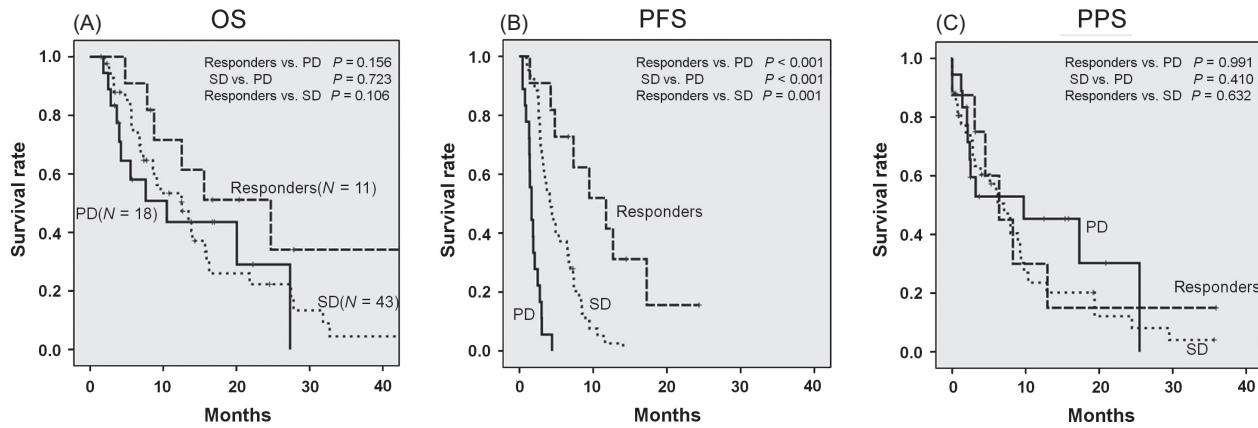 (A) OS
Responders vs. PD P = 0.156
SD vs. PD P = 0.723
Responders vs. SD P = 0.106
Survival rate
1.0
0.8
0.6
0.4
0.2
0.0
Responders(N = 11)
PD(N = 18)
SD(N = 43)
0 10 20 30 40
Months
(B) PFS
Responders vs. PD P < 0.001
SD vs. PD P < 0.001
Responders vs. SD P = 0.001
Survival rate
1.0
0.8
0.6
0.4
0.2
0.0
Responders
PD
SD
0 10 20 30 40
Months
(C) PPS
Responders vs. PD P = 0.991
SD vs. PD P = 0.410
Responders vs. SD P = 0.632
Survival rate
1.0
0.8
0.6
0.4
0.2
0.0
PD
Responders
SD
0 10 20 30 40
Months